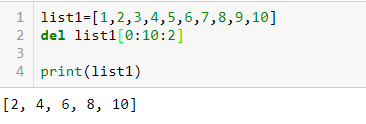 1 list1=[1,2,3,4,5,6,7,8,9,10]
2 del list1[0:10:2]
3
4 print(list1)
[2, 4, 6, 8, 10]